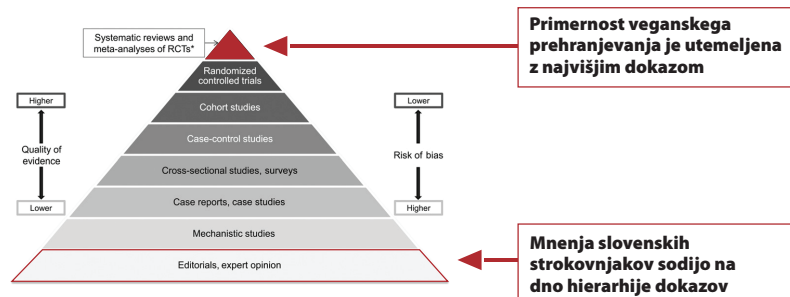 Systematic reviews and
meta-analyses of RCTs*
Primernost veganskega
prehranjevanja je utemeljena
z najvišjim dokazom
Randomized
controlled trials
Higher
Lower
Cohort studies
Case-control studies
Quality of
evidence
Risk of bias
Cross-sectional studies, surveys
Case reports, case studies
Lower
Higher
Mechanistic studies
Editorials, expert opinion
Mnenja slovenskih
strokovnjakov sodijo na
dno hierarhije dokazov